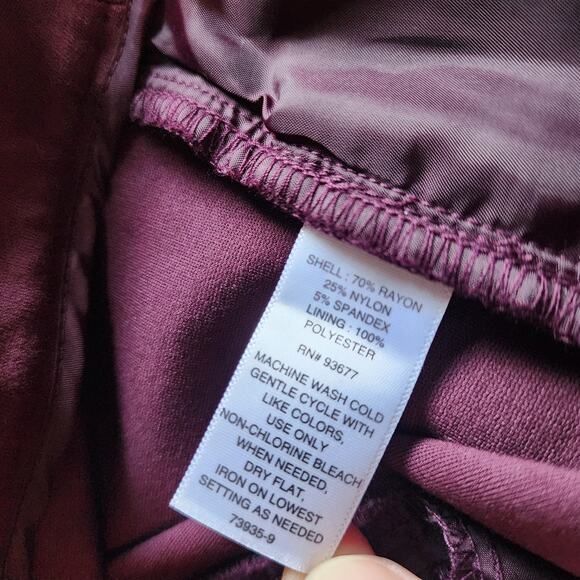 SHELL : 70% RAYON
25% NYLON
5% SPANDEX
LINING : 100%
POLYESTER
RN# 93677
MACHINE WASH COLD
GENTLE CYCLE WITH
LIKE COLORS.
USE ONLY
NON-CHLORINE BLEACH
WHEN NEEDED.
DRY FLAT.
IRON ON LOWEST
SETTING AS NEEDED
73935-9